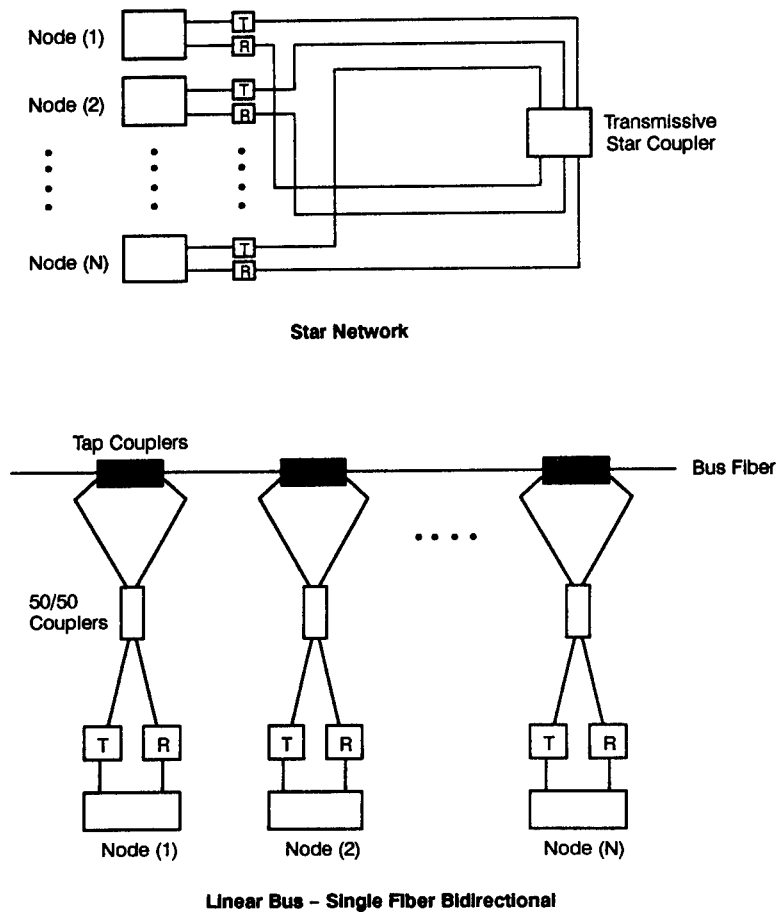 Node (1)
T
R
Node (2)
T
R
Transmissive
Star Coupler
Node (N)
T
R
Star Network
Tap Couplers
Bus Fiber
50/50
Couplers
T R T R T R
Node (1) Node (2) Node (N)
Linear Bus – Single Fiber Bidirectional